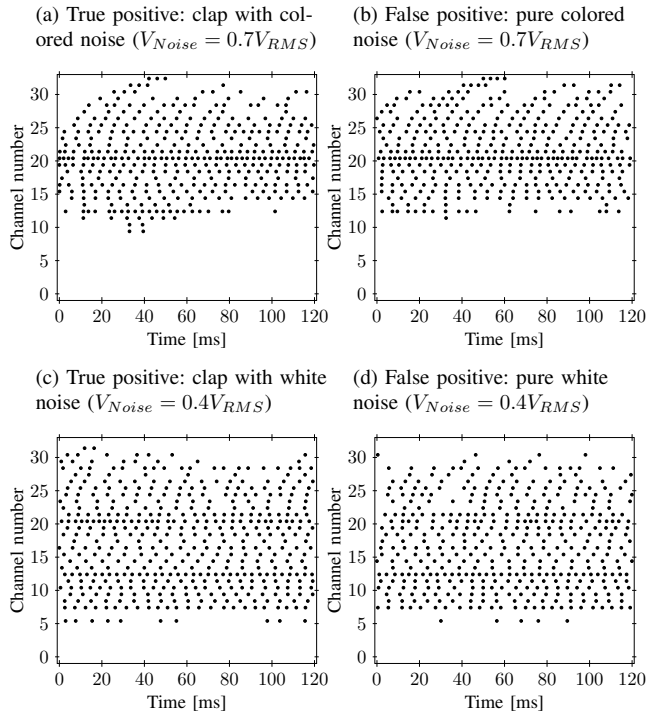 (a) True positive: clap with col-
ored noise (V_Noise = 0.7V_RMS)
(b) False positive: pure colored
noise (V_Noise = 0.7V_RMS)
30
25
20
15
10
5
0
Channel number
0 20 40 60 80 100 120
Time [ms]
30
25
20
15
10
5
0
Channel number
0 20 40 60 80 100 120
Time [ms]
(c) True positive: clap with white
noise (V_Noise = 0.4V_RMS)
(d) False positive: pure white
noise (V_Noise = 0.4V_RMS)
30
25
20
15
10
5
0
Channel number
0 20 40 60 80 100 120
Time [ms]
30
25
20
15
10
5
0
Channel number
0 20 40 60 80 100 120
Time [ms]